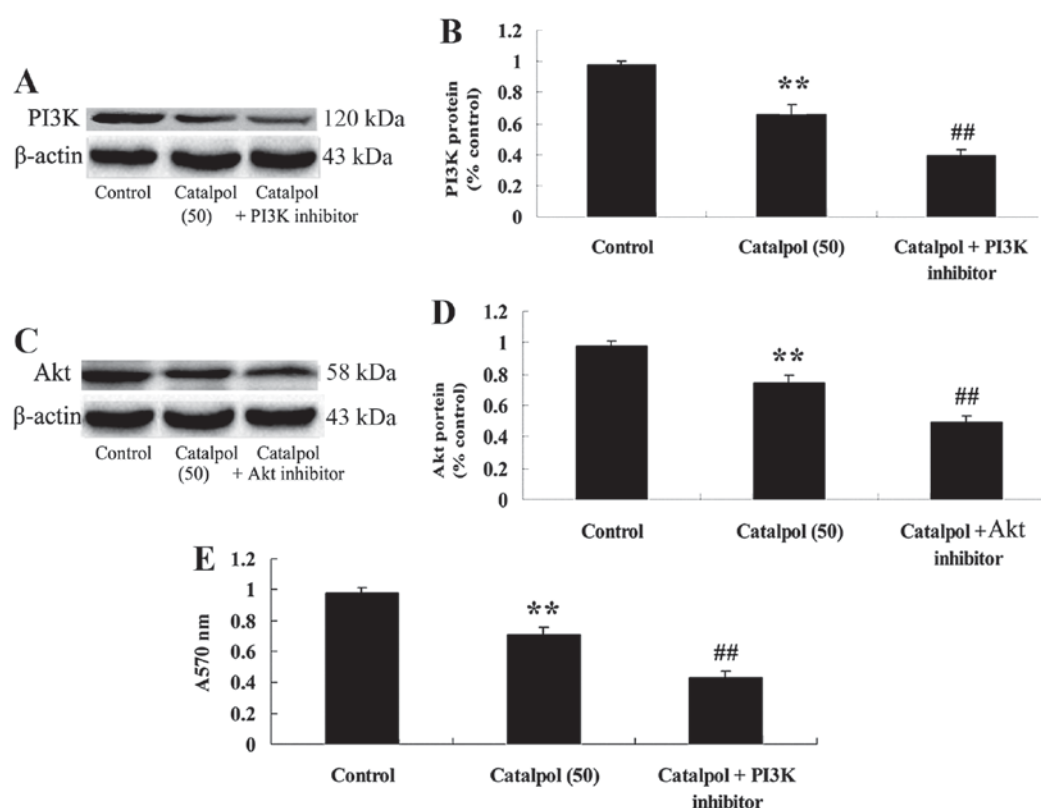 A
PI3K
120 kDa
β-actin
43 kDa
Control
Catalpol
(50)
Catalpol
+ PI3K inhibitor
B
PI3K protein
(% control)
1.2
1
0.8
0.6
0.4
0.2
0
**
##
Control
Catalpol (50)
Catalpol + PI3K
inhibitor
C
Akt
58 kDa
β-actin
43 kDa
Control
Catalpol
(50)
Catalpol
+ Akt inhibitor
D
Akt portein
(% control)
1.2
1
0.8
0.6
0.4
0.2
0
**
##
Control
Catalpol (50)
Catalpol + Akt
inhibitor
E
A570 nm
1.2
1
0.8
0.6
0.4
0.2
0
**
##
Control
Catalpol (50)
Catalpol + PI3K
inhibitor